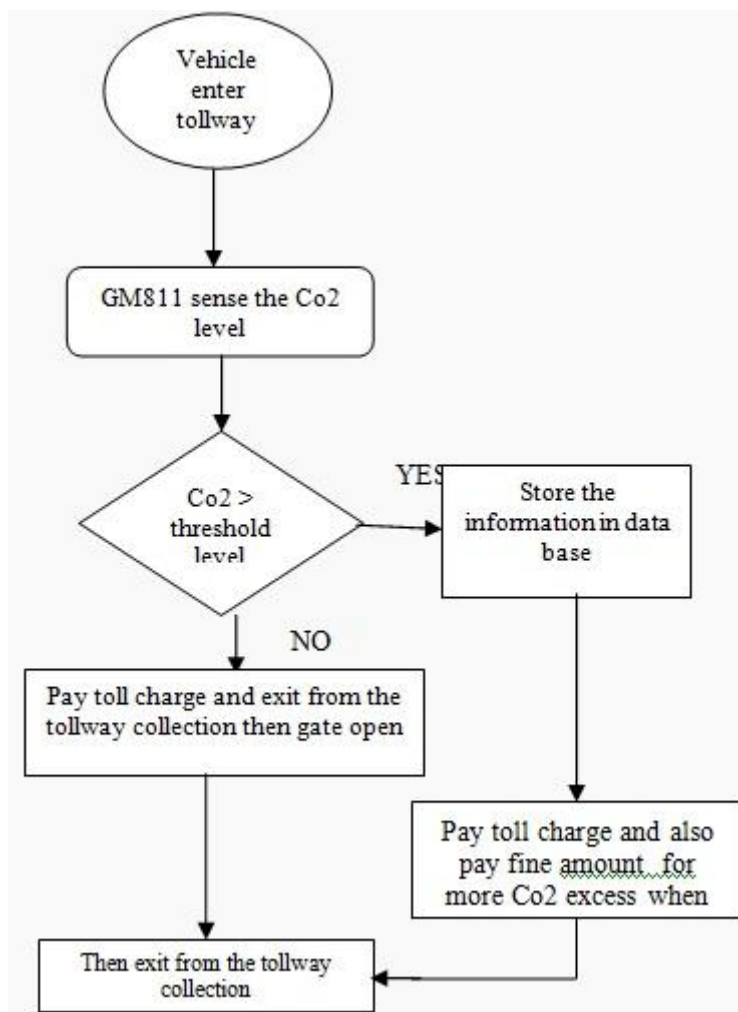 Vehicle
enter
tollway
GM811 sense the Co2
level
Co2 >
threshold
level
YES
Store the
information in data
base
NO
Pay toll charge and exit from the
tollway collection then gate open
Pay toll charge and also
pay fine amount for
more Co2 excess when
Then exit from the tollway
collection